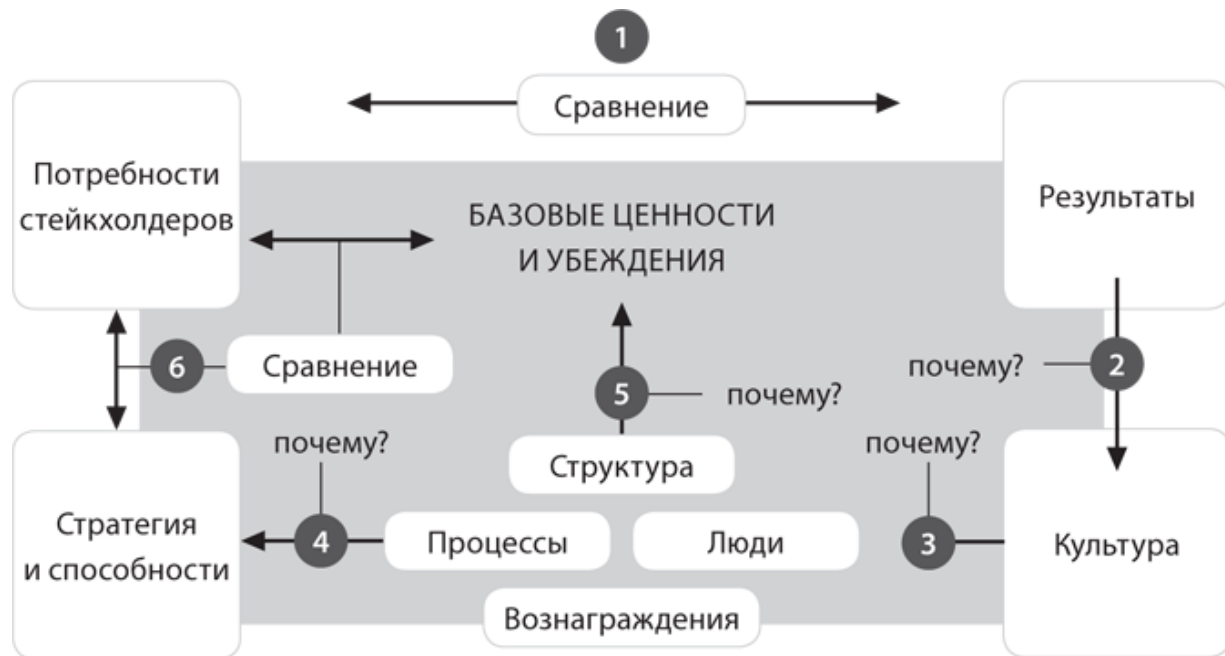 1
Сравнение
Потребности
стейкхолдеров
БАЗОВЫЕ ЦЕННОСТИ
И УБЕЖДЕНИЯ
Результаты
6
Сравнение
5
почему?
почему?
2
почему?
Структура
почему?
Стратегия
и способности
4
Процессы
Люди
3
Культура
Вознаграждения